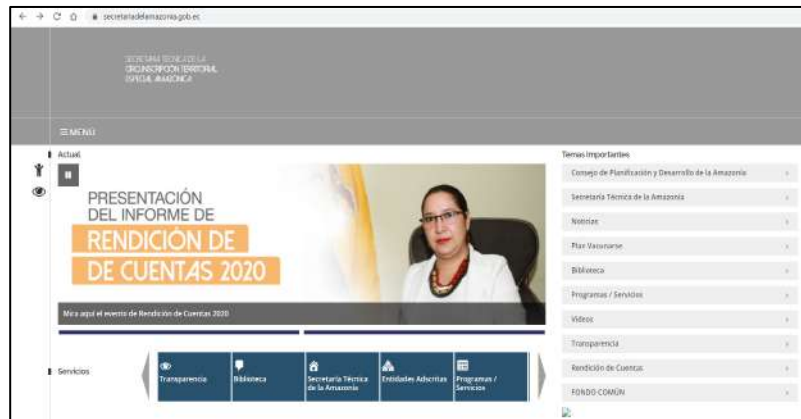 secretariadelamazonia.gob.ec
SECRETARÍA TÉCNICA DE LA
CIRCUNSCRIPCIÓN TERRITORIAL
ESPECIAL AMAZÓNICA
MENÚ
Actual
PRESENTACIÓN
DEL INFORME DE
RENDICIÓN DE
DE CUENTAS 2020
Mira aquí el evento de Rendición de Cuentas 2020
Servicios
Transparencia
Biblioteca
Secretaría Técnica
de la Amazonía
Entidades Adscritas
Programas /
Servicios
Temas importantes
Consejo de Planificación y Desarrollo de la Amazonía
Secretaría Técnica de la Amazonía
Noticias
Plan Vacunarse
Biblioteca
Programas / Servicios
Videos
Transparencia
Rendición de Cuentas
FONDO COMÚN